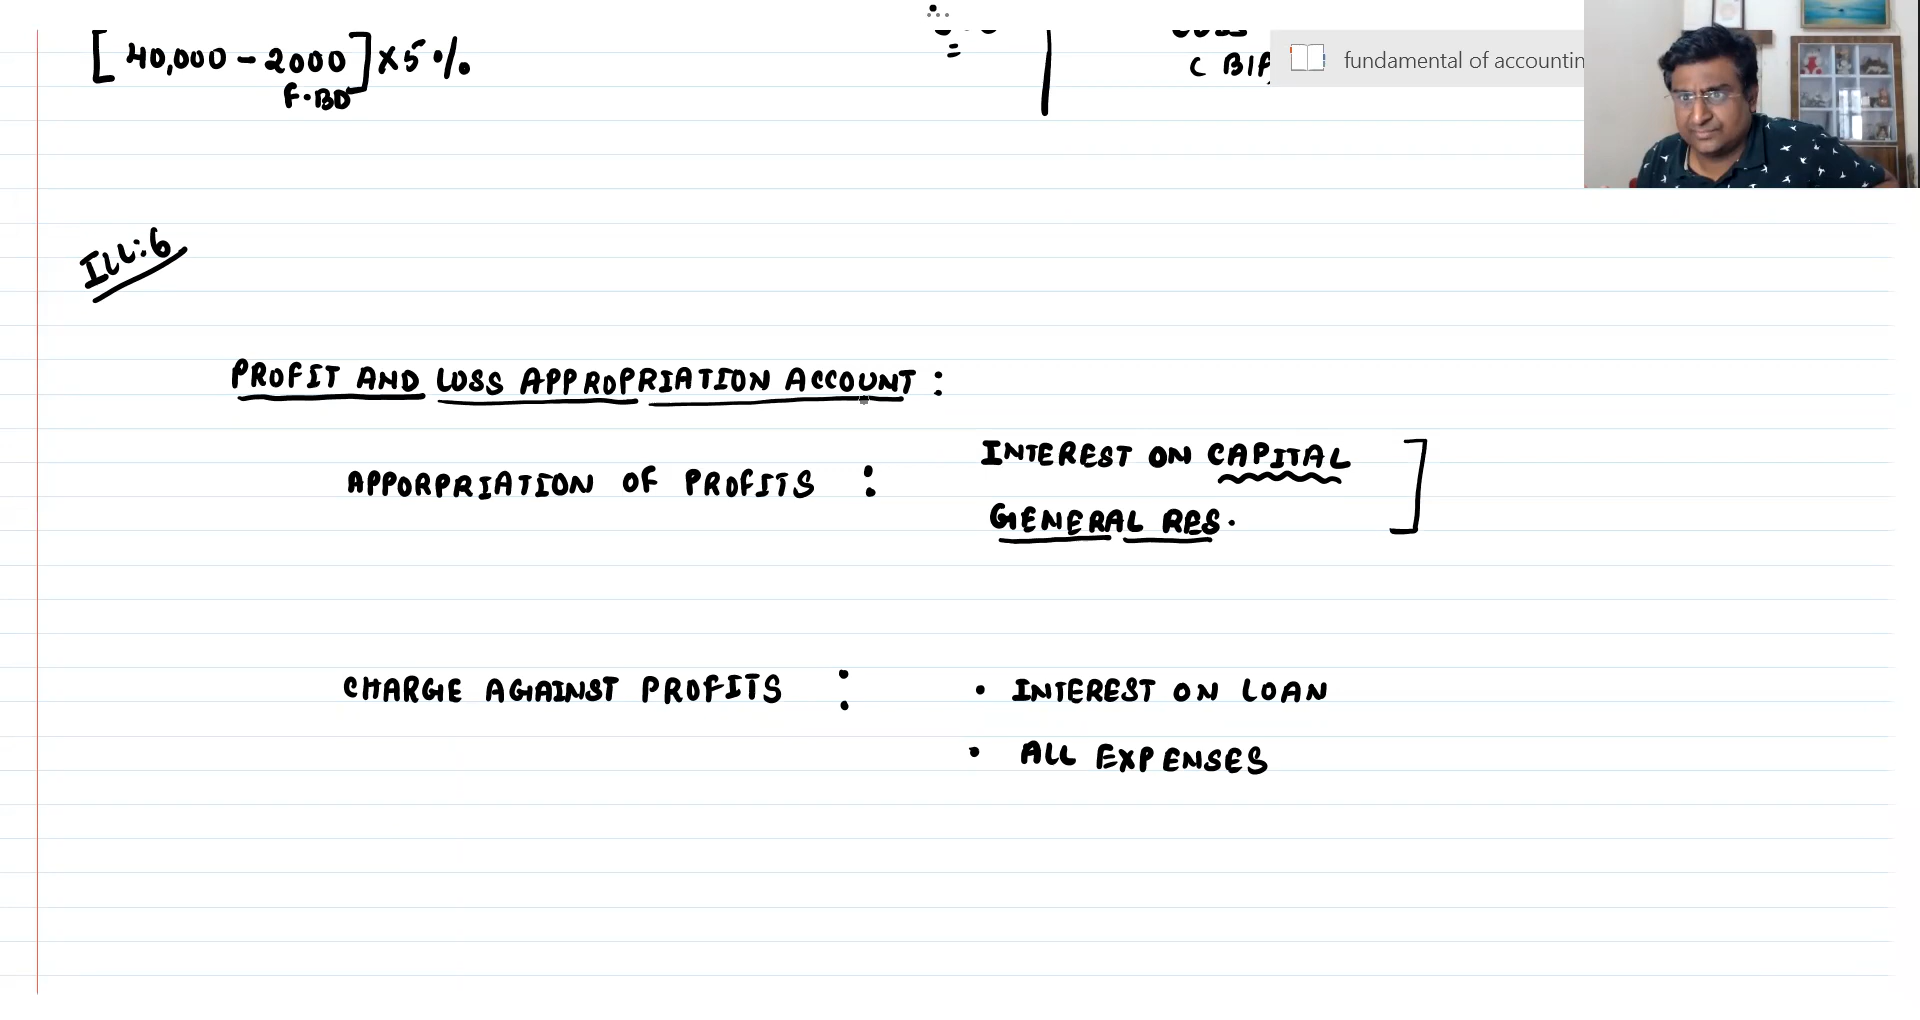 [ 40,000 - 2000 ] X 5%
F.BD
fundamental of accountin
ILL:6
PROFIT AND LOSS APPROPRIATION ACCOUNT :
APPORPRIATION OF PROFITS :
INTEREST ON CAPITAL
GENERAL RES.
CHARGE AGAINST PROFITS :
• INTEREST ON LOAN
• ALL EXPENSES